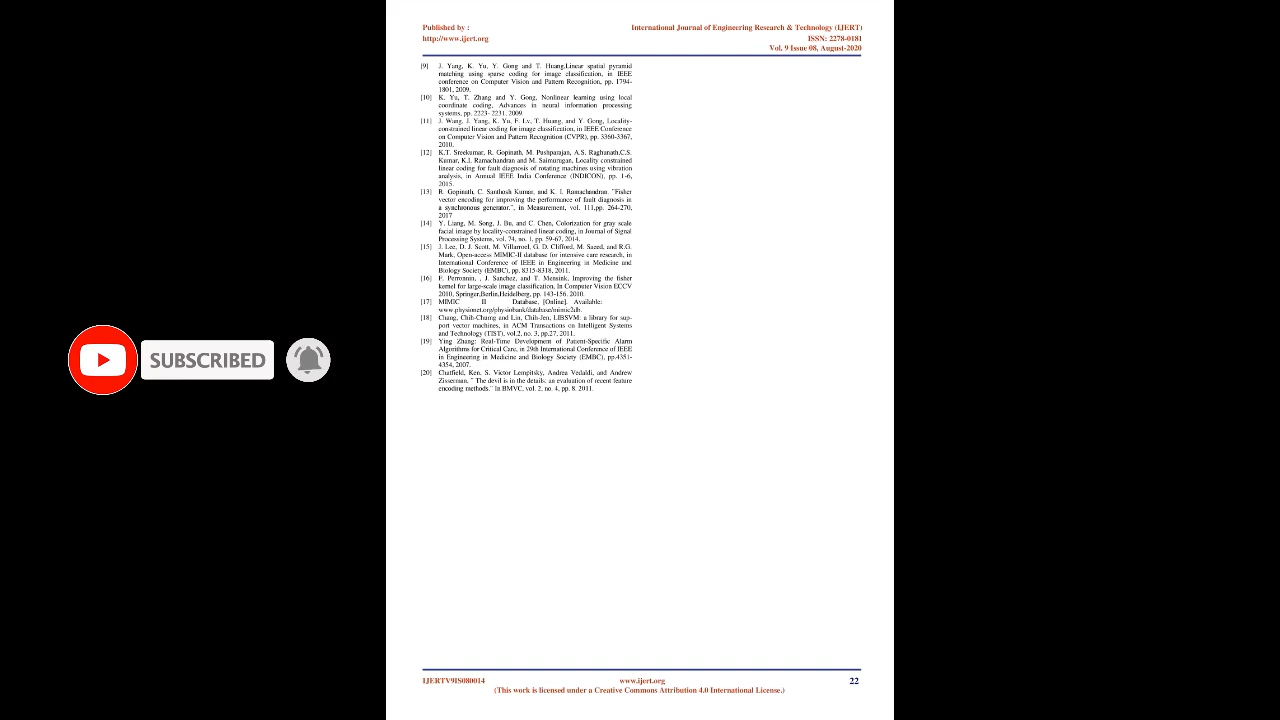 Published by :
http://www.ijert.org
International Journal of Engineering Research & Technology (IJERT)
ISSN: 2278-0181
Vol. 9 Issue 08, August-2020
[9] J. Yang, K. Yu, Y. Gong and T. Huang.Linear spatial pyramid
matching using sparse coding for image classification, in IEEE
conference on Computer Vision and Pattern Recognition, pp. 1794-
1801, 2009.
[10] K. Yu, T. Zhang and Y. Gong, Nonlinear learning using local
coordinate coding, Advances in neural information processing
systems, pp. 2223- 2231, 2009.
[11] J. Wang, J. Yang, K. Yu, F. Lv, T. Huang, and Y. Gong, Locality-
constrained linear coding for image classification, in IEEE Conference
on Computer Vision and Pattern Recognition (CVPR), pp. 3360-3367,
2010.
[12] K.T. Sreekumar, R. Gopinath, M. Pushparajan, A.S. Raghunath,C.S.
Kumar, K.I. Ramachandran and M. Saimurugan, Locality constrained
linear coding for fault diagnosis of rotating machines using vibration
analysis, in Annual IEEE India Conference (INDICON), pp. 1-6,
2015.
[13] R. Gopinath, C. Santhosh Kumar, and K. I. Ramachandran. "Fisher
vector encoding for improving the performance of fault diagnosis in
a synchronous generator.", in Measurement, vol. 111,pp. 264-270,
2017
[14] Y. Liang, M. Song, J. Bu, and C. Chen, Colorization for gray scale
facial image by locality-constrained linear coding, in Journal of Signal
Processing Systems, vol. 74, no. 1, pp. 59-67, 2014.
[15] J. Lee, D. J. Scott, M. Villarroel, G. D. Clifford, M. Saeed, and R.G.
Mark, Open-access MIMIC-II database for intensive care research, in
International Conference of IEEE in Engineering in Medicine and
Biology Society (EMBC), pp. 8315-8318, 2011.
[16] F. Perronnin, , J. Sanchez, and T. Mensink, Improving the fisher
kernel for large-scale image classification, In Computer Vision ECCV
2010, Springer,Berlin,Heidelberg, pp. 143-156, 2010.
[17] MIMIC II Database, [Online]. Available:
www.physionet.org/physiobank/database/mimic2db.
[18] Chang, Chih-Chung and Lin, Chih-Jen, LIBSVM: a library for sup-
port vector machines, in ACM Transactions on Intelligent Systems
and Technology (TIST), vol.2, no. 3, pp.27, 2011.
[19] Ying Zhang: Real-Time Development of Patient-Specific Alarm
Algorithms for Critical Care, in 29th International Conference of IEEE
in Engineering in Medicine and Biology Society (EMBC), pp.4351-
4354, 2007.
[20] Chatfield, Ken, S. Victor Lempitsky, Andrea Vedaldi, and Andrew
Zisserman. " The devil is in the details: an evaluation of recent feature
encoding methods." In BMVC, vol. 2, no. 4, pp. 8. 2011.
SUBSCRIBED
IJERTV9IS080014
www.ijert.org
22
(This work is licensed under a Creative Commons Attribution 4.0 International License.)